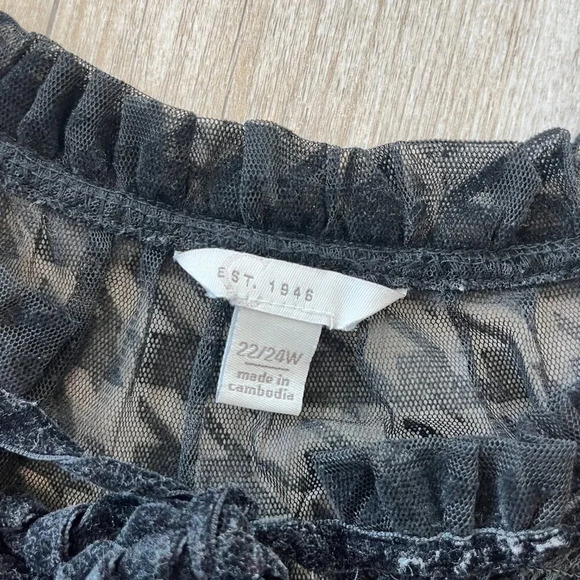 EST. 1946
22/24W
made in
cambodia